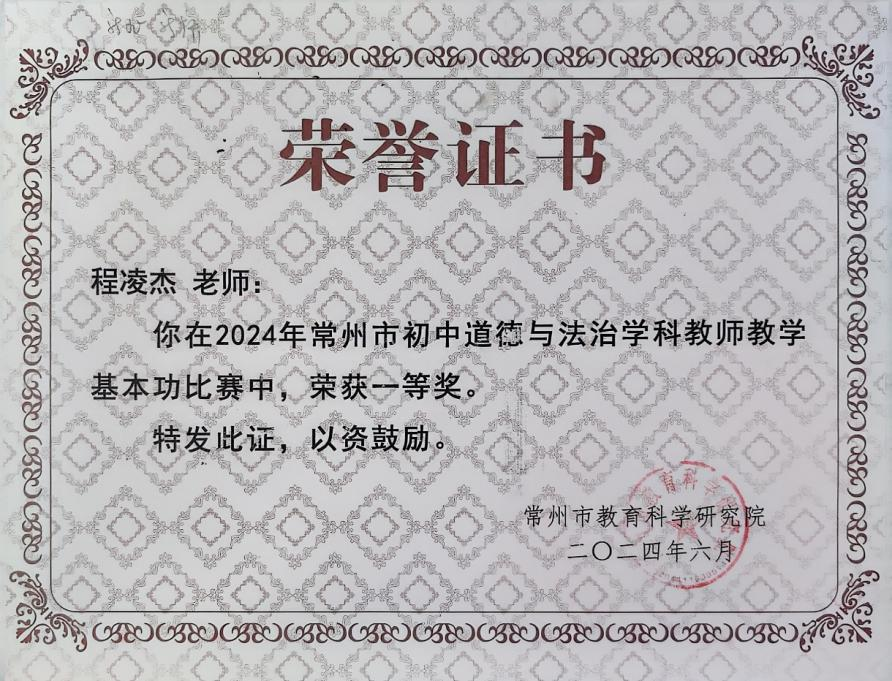 荣誉证书
程凌杰 老师：
你在2024年常州市初中道德与法治学科教师教学
基本功比赛中，荣获一等奖。
特发此证，以资鼓励。
常州市教育科学研究院
二〇二四年六月